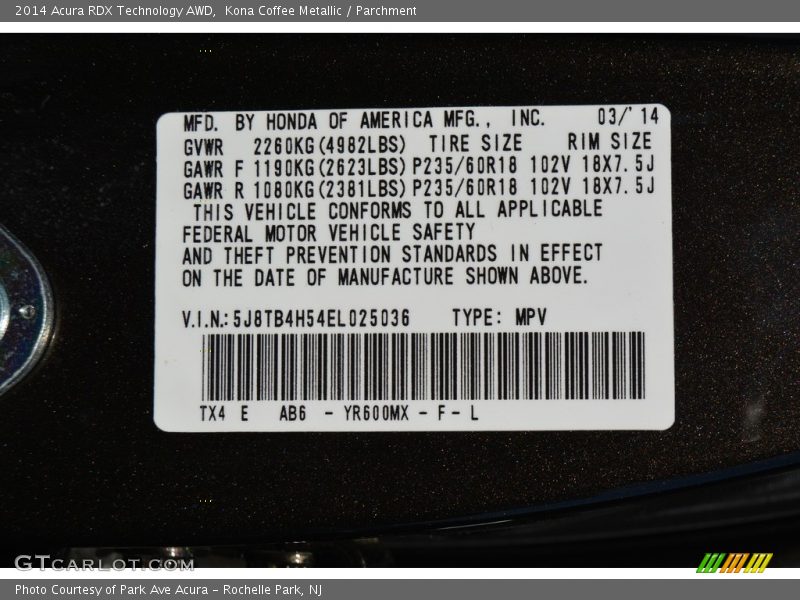 2014 Acura RDX Technology AWD,  Kona Coffee Metallic / Parchment
MFD. BY HONDA OF AMERICA MFG., INC. 03/'14
GVWR 2260KG(4982LBS) TIRE SIZE RIM SIZE
GAWR F 1190KG(2623LBS) P235/60R18 102V 18X7.5J
GAWR R 1080KG(2381LBS) P235/60R18 102V 18X7.5J
THIS VEHICLE CONFORMS TO ALL APPLICABLE
FEDERAL MOTOR VEHICLE SAFETY
AND THEFT PREVENTION STANDARDS IN EFFECT
ON THE DATE OF MANUFACTURE SHOWN ABOVE.
V.I.N.: 5J8TB4H54EL025036 TYPE: MPV
TX4 E AB6 - YR600MX - F - L
GTCARLOT.COM
Photo Courtesy of Park Ave Acura - Rochelle Park, NJ